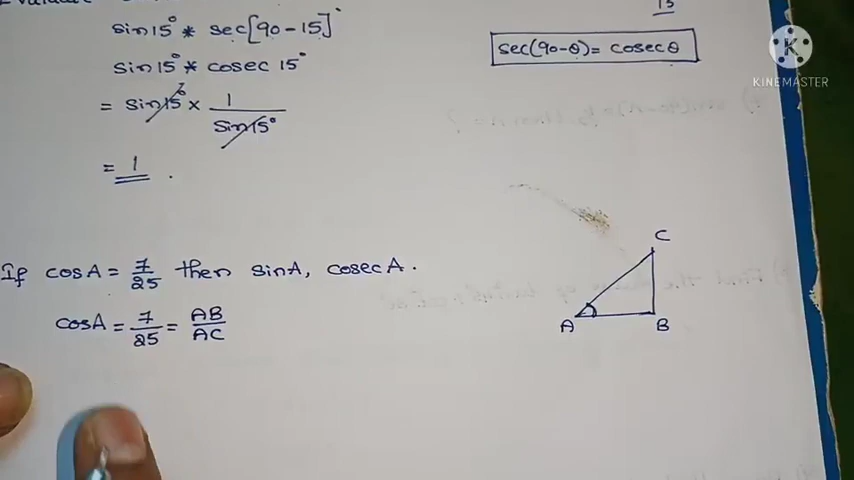 sin15° * sec[90-15]°
15
sin15° * cosec 15°
sec(90-θ)= cosecθ
KINEMASTER
= sin15° × 1/sin15°
= 1 .
If cosA = 7/25 then sinA, cosecA.
cosA = 7/25 = AB/AC
C
A
B